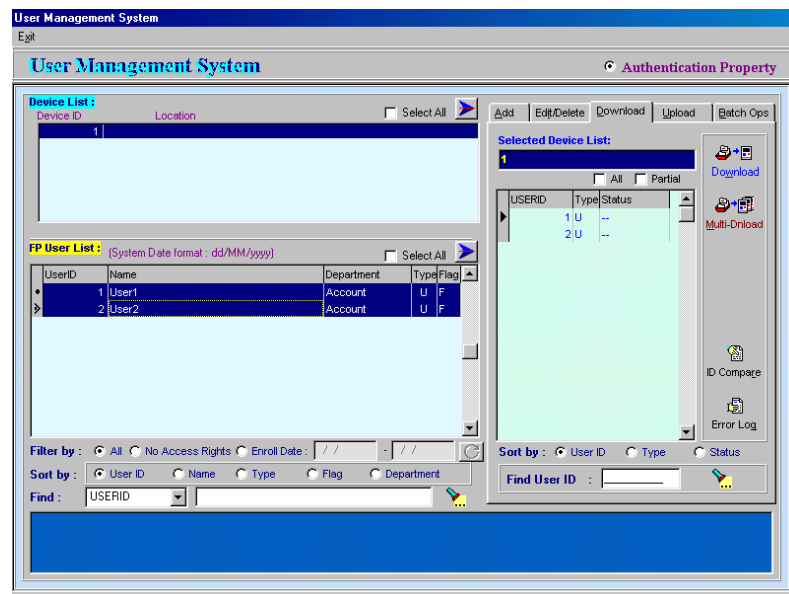 User Management System
Exit
User Management System
Authentication Property
Device List :
Device ID Location Select All
1
FP User List : (System Date format : dd/MM/yyyy) Select All
UserID Name Department Type Flag
1 User1 Account U F
2 User2 Account U F
Filter by : All No Access Rights Enroll Date : / / - / /
Sort by : User ID Name Type Flag Department
Find : USERID
Add Edit/Delete Download Upload Batch Ops
Selected Device List:
1
All Partial
USERID Type Status
1 U --
2 U --
Download
Multi-Dnload
ID Compare
Error Log
Sort by : User ID Type Status
Find User ID :